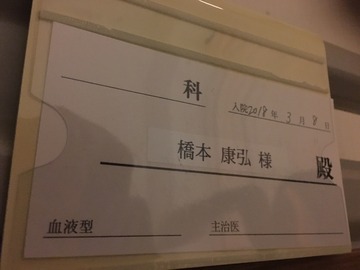 科
入院2018年 3月 8日
橋本 康弘 様 殿
血液型 主治医